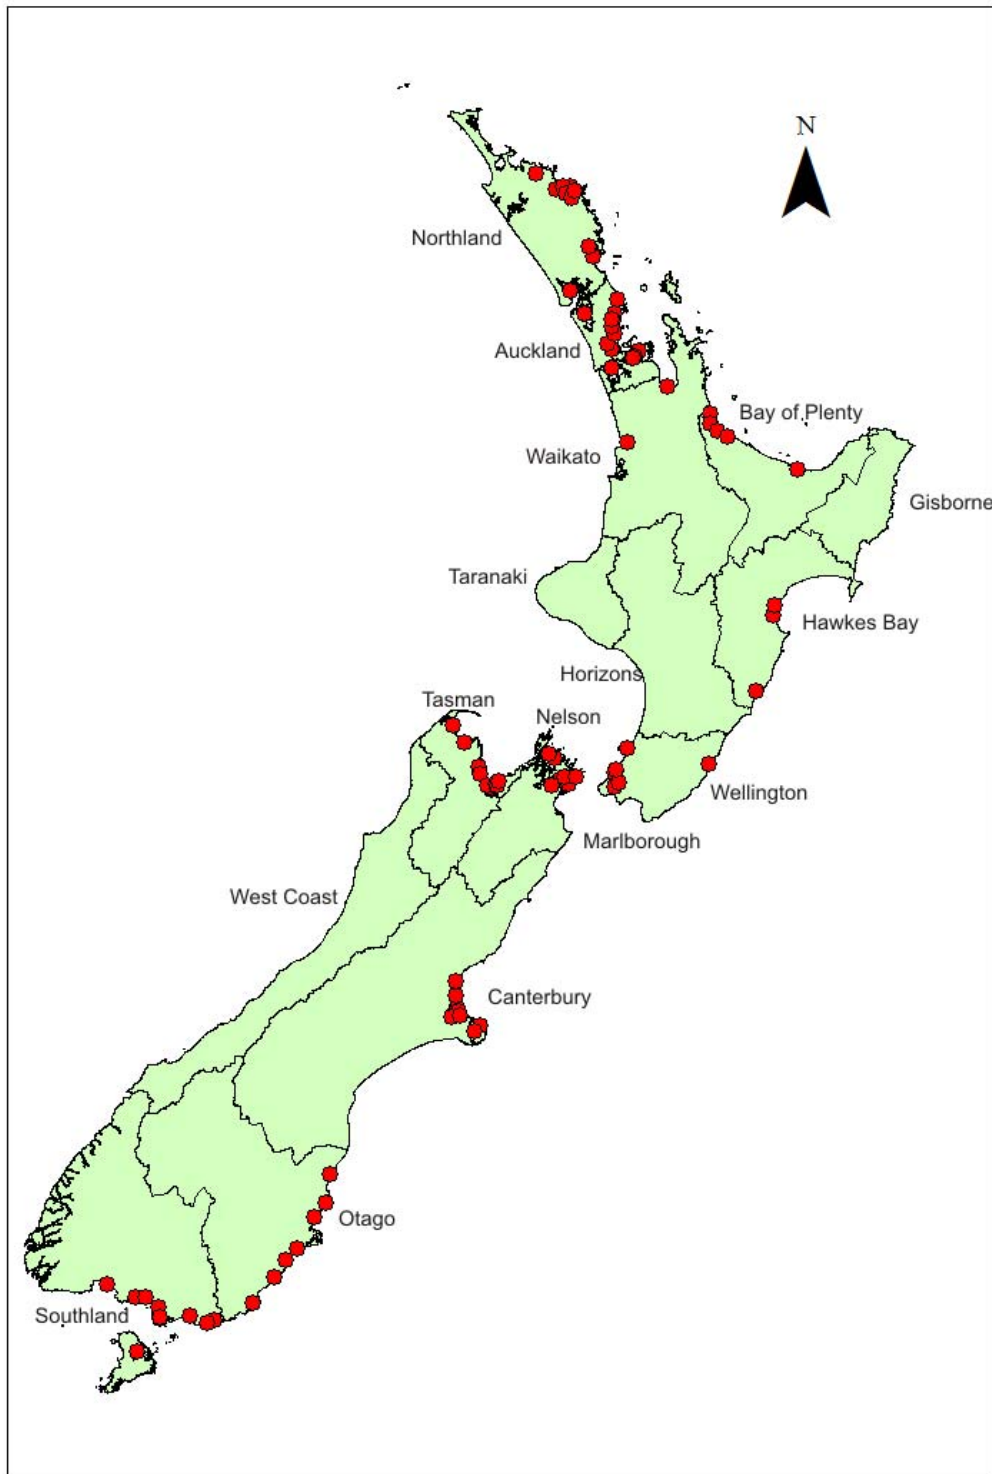 N
Northland
Auckland
Bay of Plenty
Waikato
Gisborne
Taranaki
Hawkes Bay
Horizons
Tasman
Nelson
Wellington
Marlborough
West Coast
Canterbury
Otago
Southland